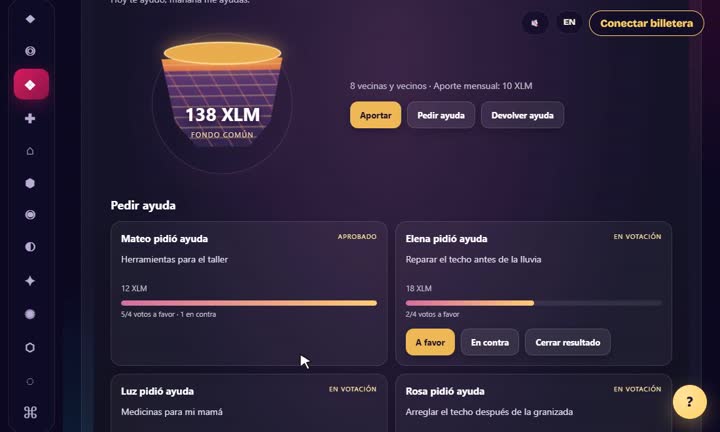 Hoy te ayudo, mañana me ayudas.
EN
Conectar billetera
138 XLM
FONDO COMÚN
8 vecinas y vecinos · Aporte mensual: 10 XLM
Aportar
Pedir ayuda
Devolver ayuda
Pedir ayuda
Mateo pidió ayuda
APROBADO
Herramientas para el taller
12 XLM
5/4 votos a favor · 1 en contra
Elena pidió ayuda
EN VOTACIÓN
Reparar el techo antes de la lluvia
18 XLM
2/4 votos a favor
A favor
En contra
Cerrar resultado
Luz pidió ayuda
EN VOTACIÓN
Medicinas para mi mamá
Rosa pidió ayuda
EN VOTACIÓN
Arreglar el techo después de la granizada
?